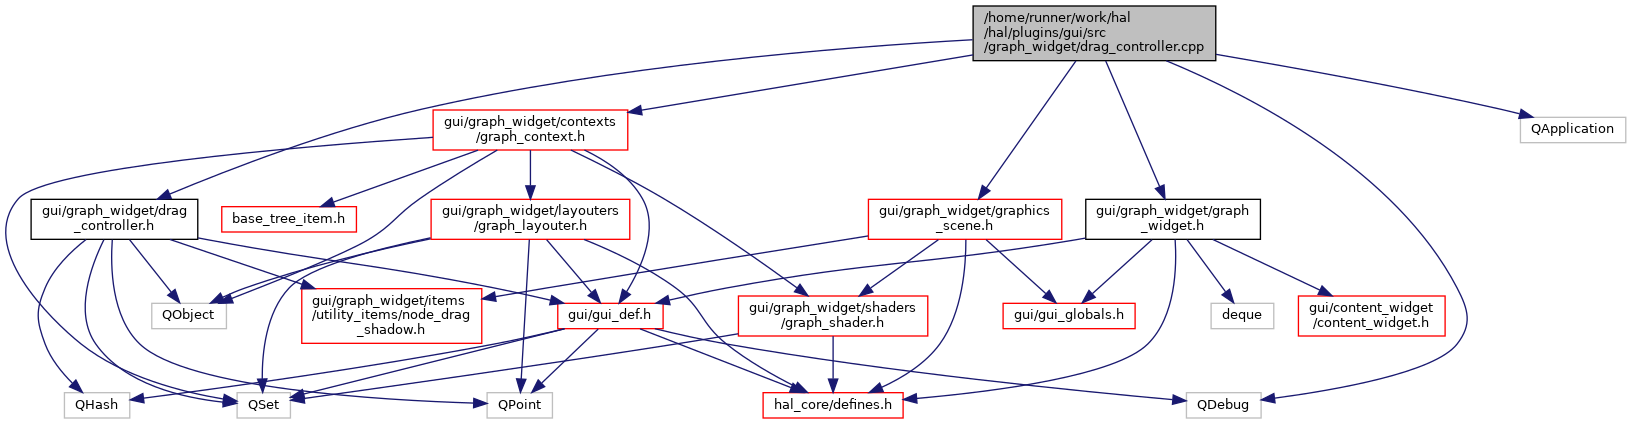 /home/runner/work/hal
/hal/plugins/gui/src
/graph_widget/drag_controller.cpp
gui/graph_widget/contexts
/graph_context.h
QApplication
gui/graph_widget/drag
_controller.h
base_tree_item.h
gui/graph_widget/layouters
/graph_layouter.h
gui/graph_widget/graphics
_scene.h
gui/graph_widget/graph
_widget.h
QObject
gui/graph_widget/items
/utility_items/node_drag
_shadow.h
gui/gui_def.h
gui/graph_widget/shaders
/graph_shader.h
gui/gui_globals.h
deque
gui/content_widget
/content_widget.h
QHash
QSet
QPoint
hal_core/defines.h
QDebug